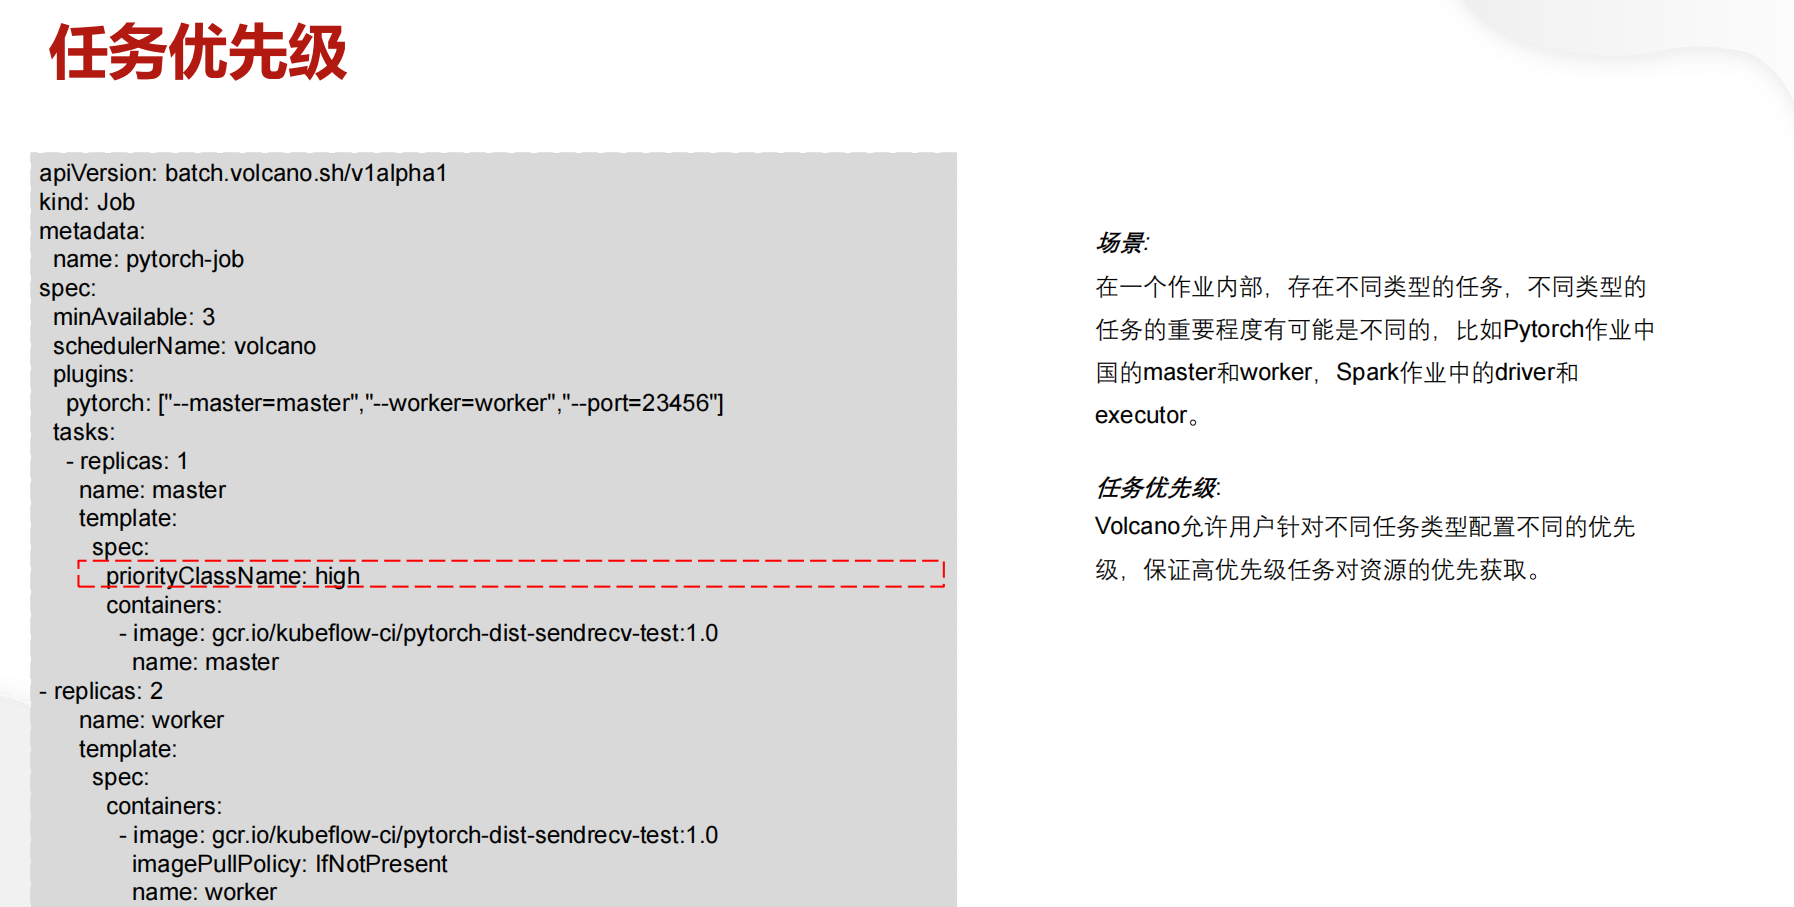 任务优先级
apiVersion: batch.volcano.sh/v1alpha1
kind: Job
metadata:
  name: pytorch-job
spec:
  minAvailable: 3
  schedulerName: volcano
  plugins:
    pytorch: ["--master=master","--worker=worker","--port=23456"]
  tasks:
    - replicas: 1
      name: master
      template:
        spec:
          priorityClassName: high
          containers:
            - image: gcr.io/kubeflow-ci/pytorch-dist-sendrecv-test:1.0
              name: master
- replicas: 2
      name: worker
      template:
        spec:
          containers:
            - image: gcr.io/kubeflow-ci/pytorch-dist-sendrecv-test:1.0
              imagePullPolicy: IfNotPresent
              name: worker
场景:
在一个作业内部，存在不同类型的任务，不同类型的
任务的重要程度有可能是不同的，比如Pytorch作业中
国的master和worker，Spark作业中的driver和
executor。
任务优先级:
Volcano允许用户针对不同任务类型配置不同的优先
级，保证高优先级任务对资源的优先获取。